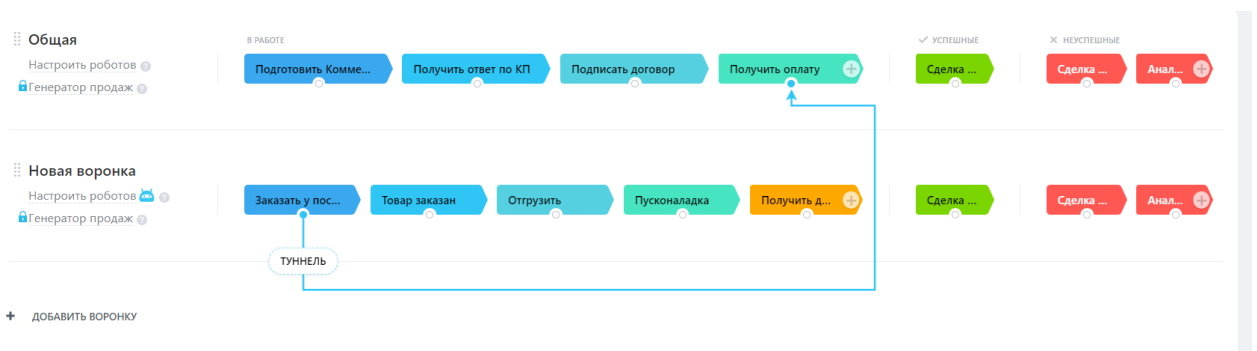 Общая
Настроить роботов ?
Генератор продаж ?
В РАБОТЕ
Подготовить Комме...
Получить ответ по КП
Подписать договор
Получить оплату
УСПЕШНЫЕ
Сделка ...
НЕУСПЕШНЫЕ
Сделка ...
Анал...
Новая воронка
Настроить роботов ?
Генератор продаж ?
Заказать у пос...
Товар заказан
Отгрузить
Пусконаладка
Получить д...
Сделка ...
Сделка ...
Анал...
ТУННЕЛЬ
+ ДОБАВИТЬ ВОРОНКУ